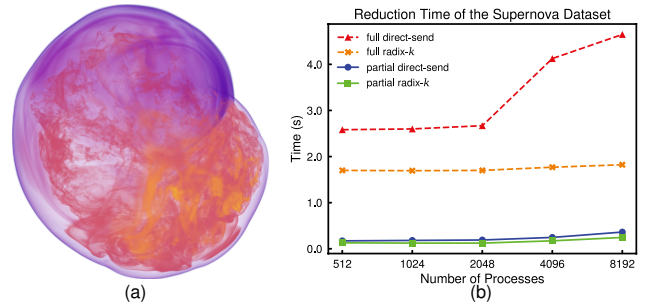 Reduction Time of the Supernova Dataset
full direct-send
full radix-k
partial direct-send
partial radix-k
Time (s)
4.0
3.0
2.0
1.0
0.0
512 1024 2048 4096 8192
Number of Processes
(a) (b)